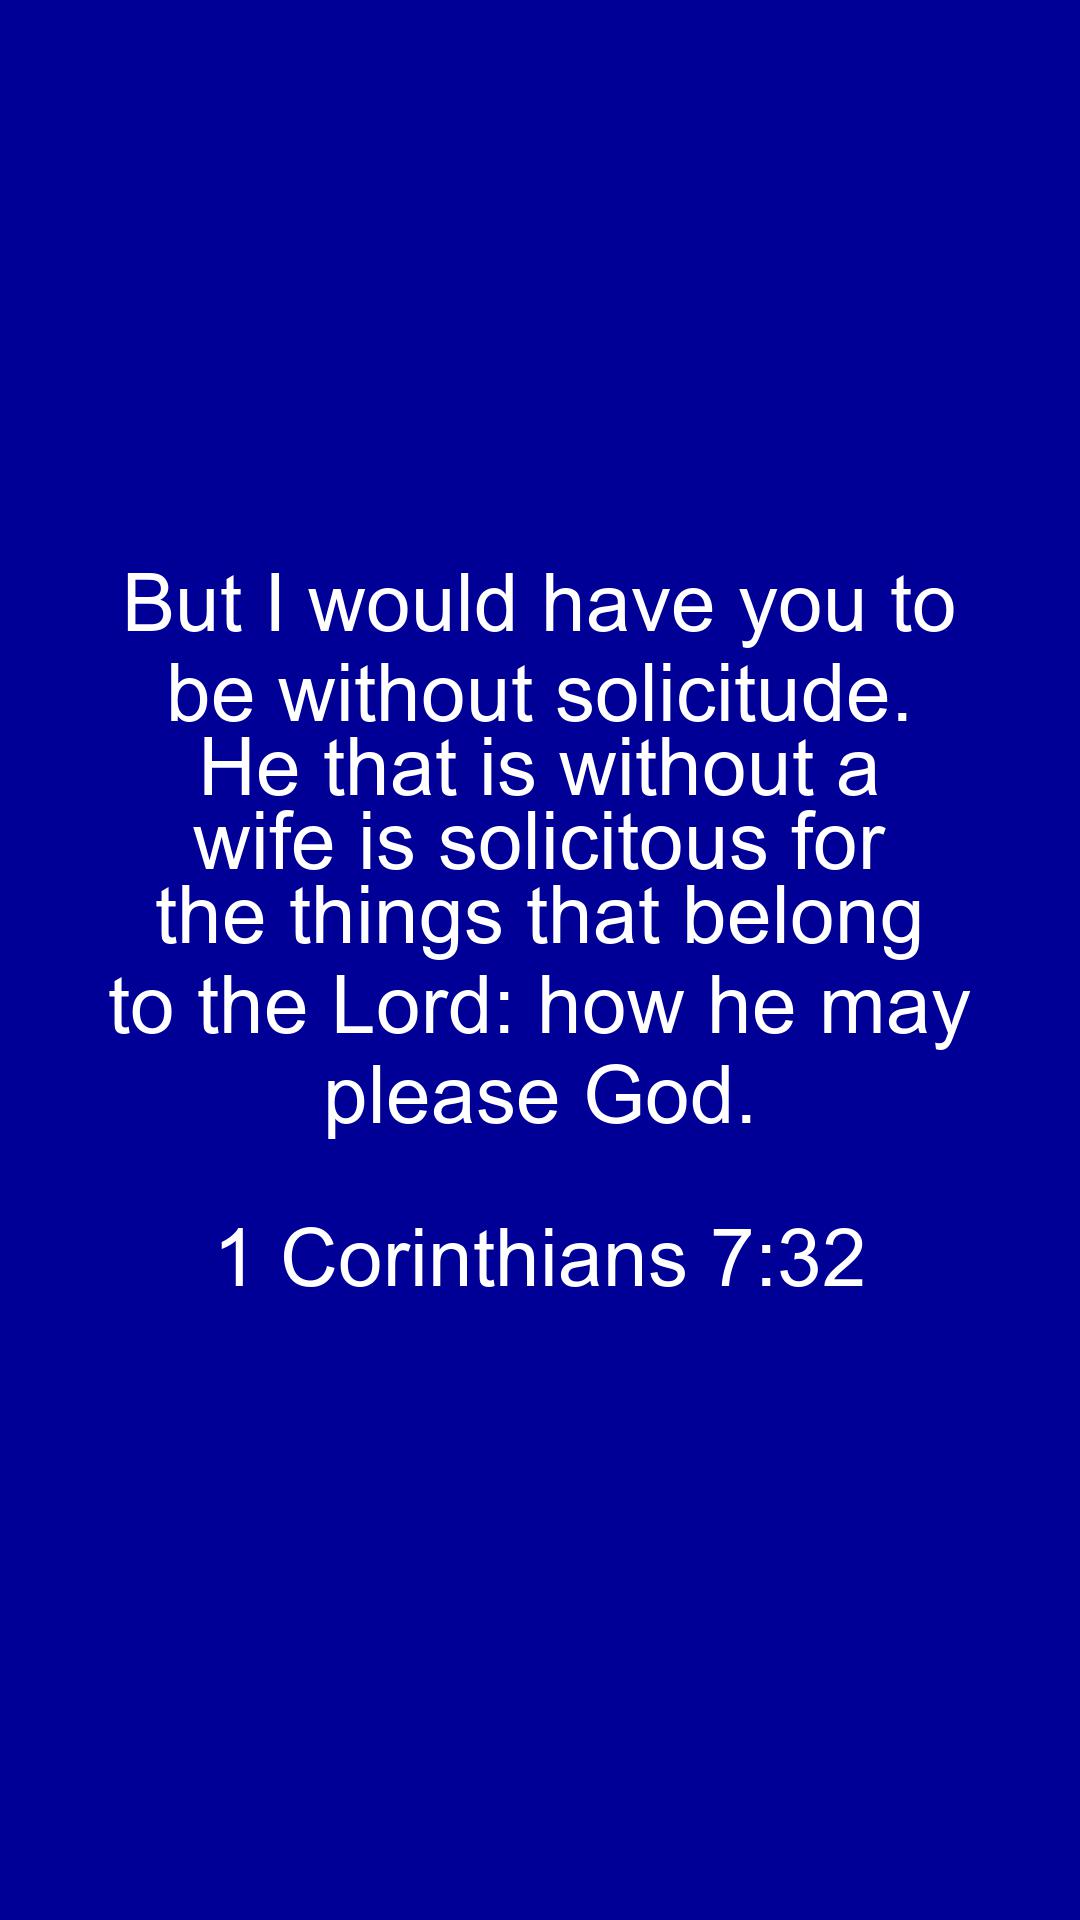 But I would have you to
be without solicitude.
He that is without a
wife is solicitous for
the things that belong
to the Lord: how he may
please God.
1 Corinthians 7:32